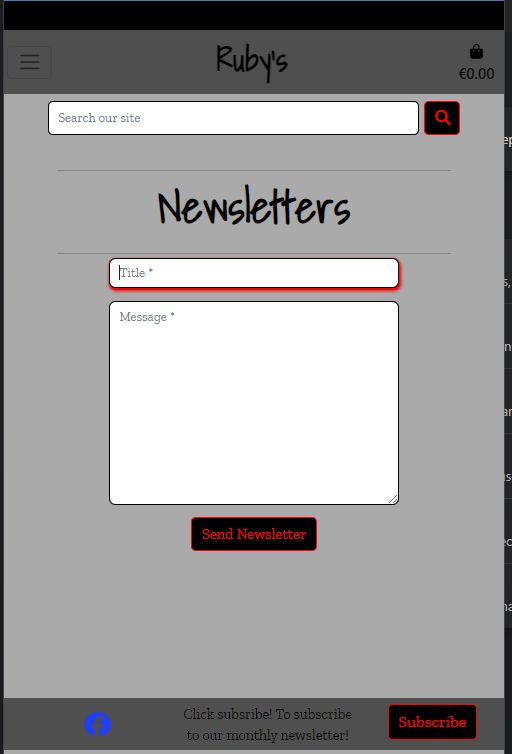 Ruby's
€0.00
Search our site
Newsletters
Title *
Message *
Send Newsletter
Click subsribe! To subscribe
to our monthly newsletter!
Subscribe